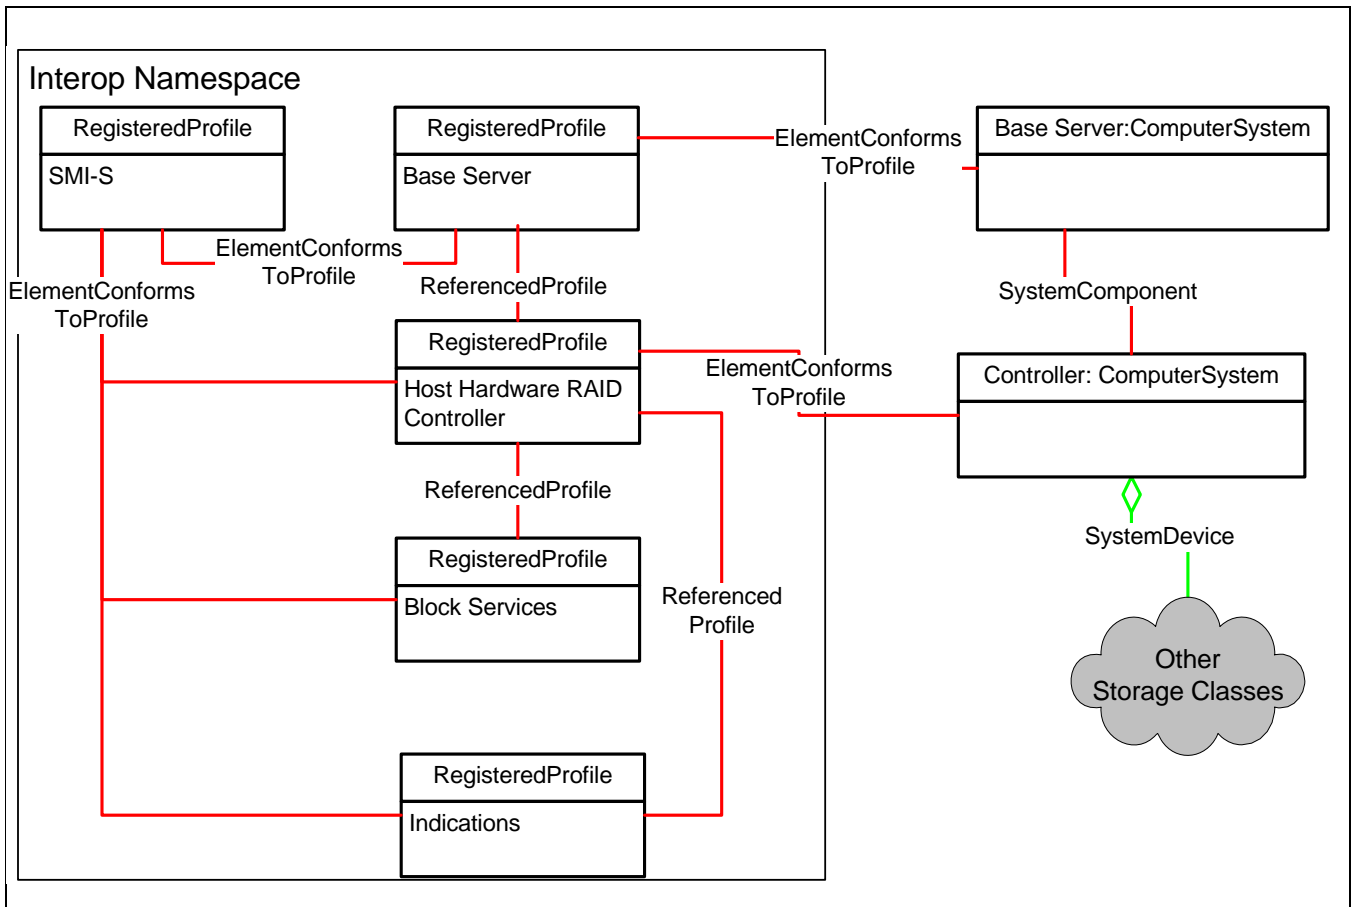 Interop Namespace
RegisteredProfile
SMI-S
RegisteredProfile
Base Server
ElementConforms
ToProfile
Base Server:ComputerSystem
ElementConforms
ToProfile
ElementConforms
ToProfile
ReferencedProfile
SystemComponent
RegisteredProfile
Host Hardware RAID
Controller
ElementConforms
ToProfile
Controller: ComputerSystem
ReferencedProfile
SystemDevice
RegisteredProfile
Block Services
Referenced
Profile
Other
Storage Classes
RegisteredProfile
Indications